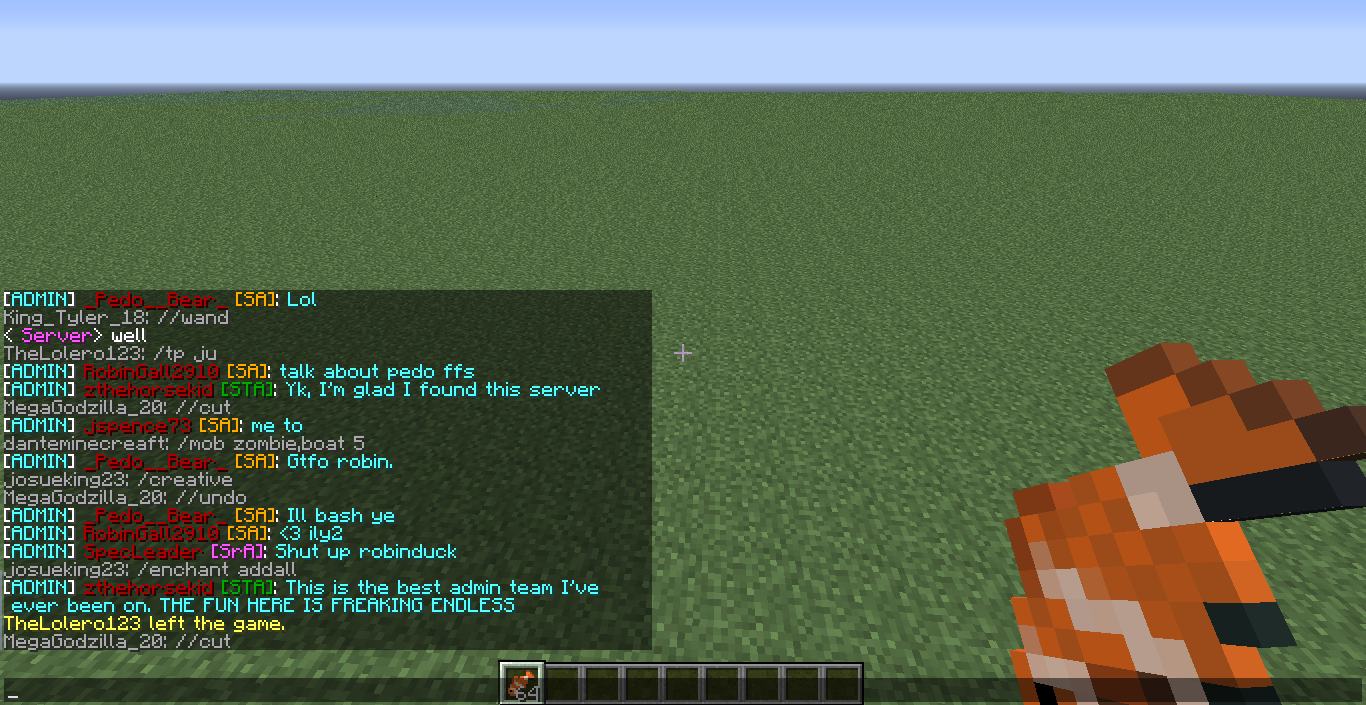 [ADMIN] _Pedo__Bear_ [SA]: Lol
King_Tyler_18: //wand
< Server> well
TheLolero123: /tp .ju
[ADMIN] RobinGall2910 [SA]: talk about pedo ffs
[ADMIN] zthehorsekid [STA]: Yk, I'm glad I found this server
MegaGodzilla_20: //cut
[ADMIN] jspence73 [SA]: me to
danteminecreaft: /mob zombie,boat 5
[ADMIN] _Pedo__Bear_ [SA]: Gtfo robin.
josueking23: /creative
MegaGodzilla_20: //undo
[ADMIN] _Pedo__Bear_ [SA]: Ill bash ye
[ADMIN] RobinGall2910 [SA]: <3 ily2
[ADMIN] SpecLeader [SrA]: Shut up robinduck
josueking23: /enchant addall
[ADMIN] zthehorsekid [STA]: This is the best admin team I've
ever been on. THE FUN HERE IS FREAKING ENDLESS
TheLolero123 left the game.
MegaGodzilla_20: //cut
64
_